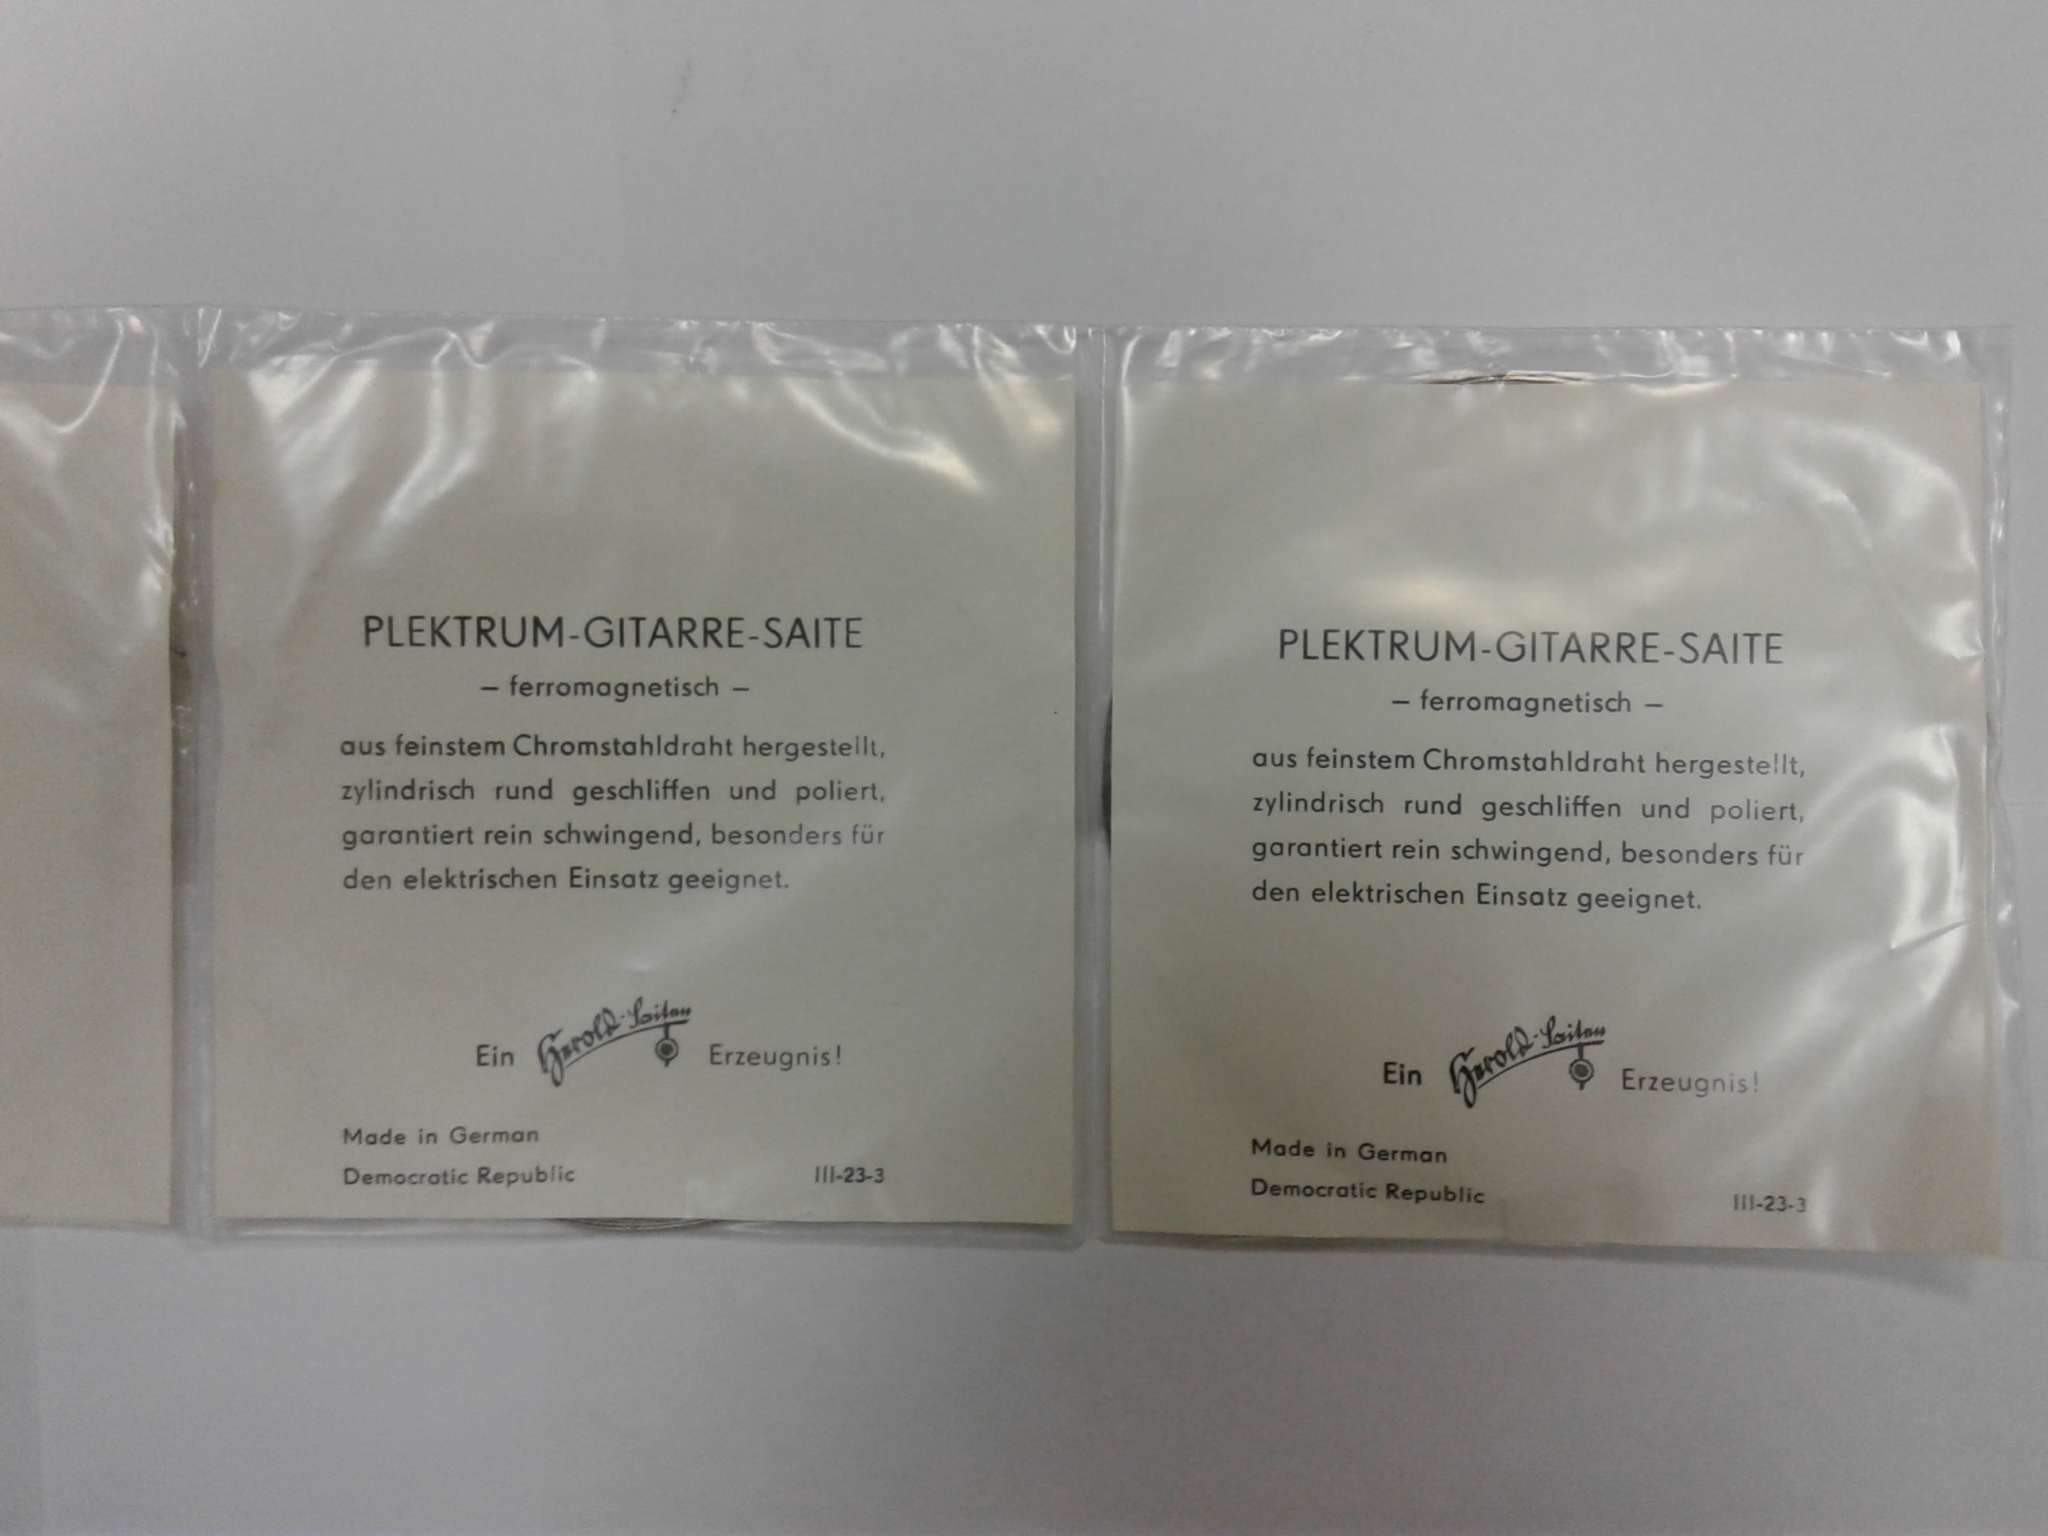 PLEKTRUM-GITARRE-SAITE
– ferromagnetisch –
aus feinstem Chromstahldraht hergestellt,
zylindrisch rund geschliffen und poliert,
garantiert rein schwingend, besonders für
den elektrischen Einsatz geeignet.
Ein Herold-Saiten Erzeugnis!
Made in German
Democratic Republic III-23-3
PLEKTRUM-GITARRE-SAITE
– ferromagnetisch –
aus feinstem Chromstahldraht hergestellt,
zylindrisch rund geschliffen und poliert,
garantiert rein schwingend, besonders für
den elektrischen Einsatz geeignet.
Ein Herold-Saiten Erzeugnis!
Made in German
Democratic Republic III-23-3